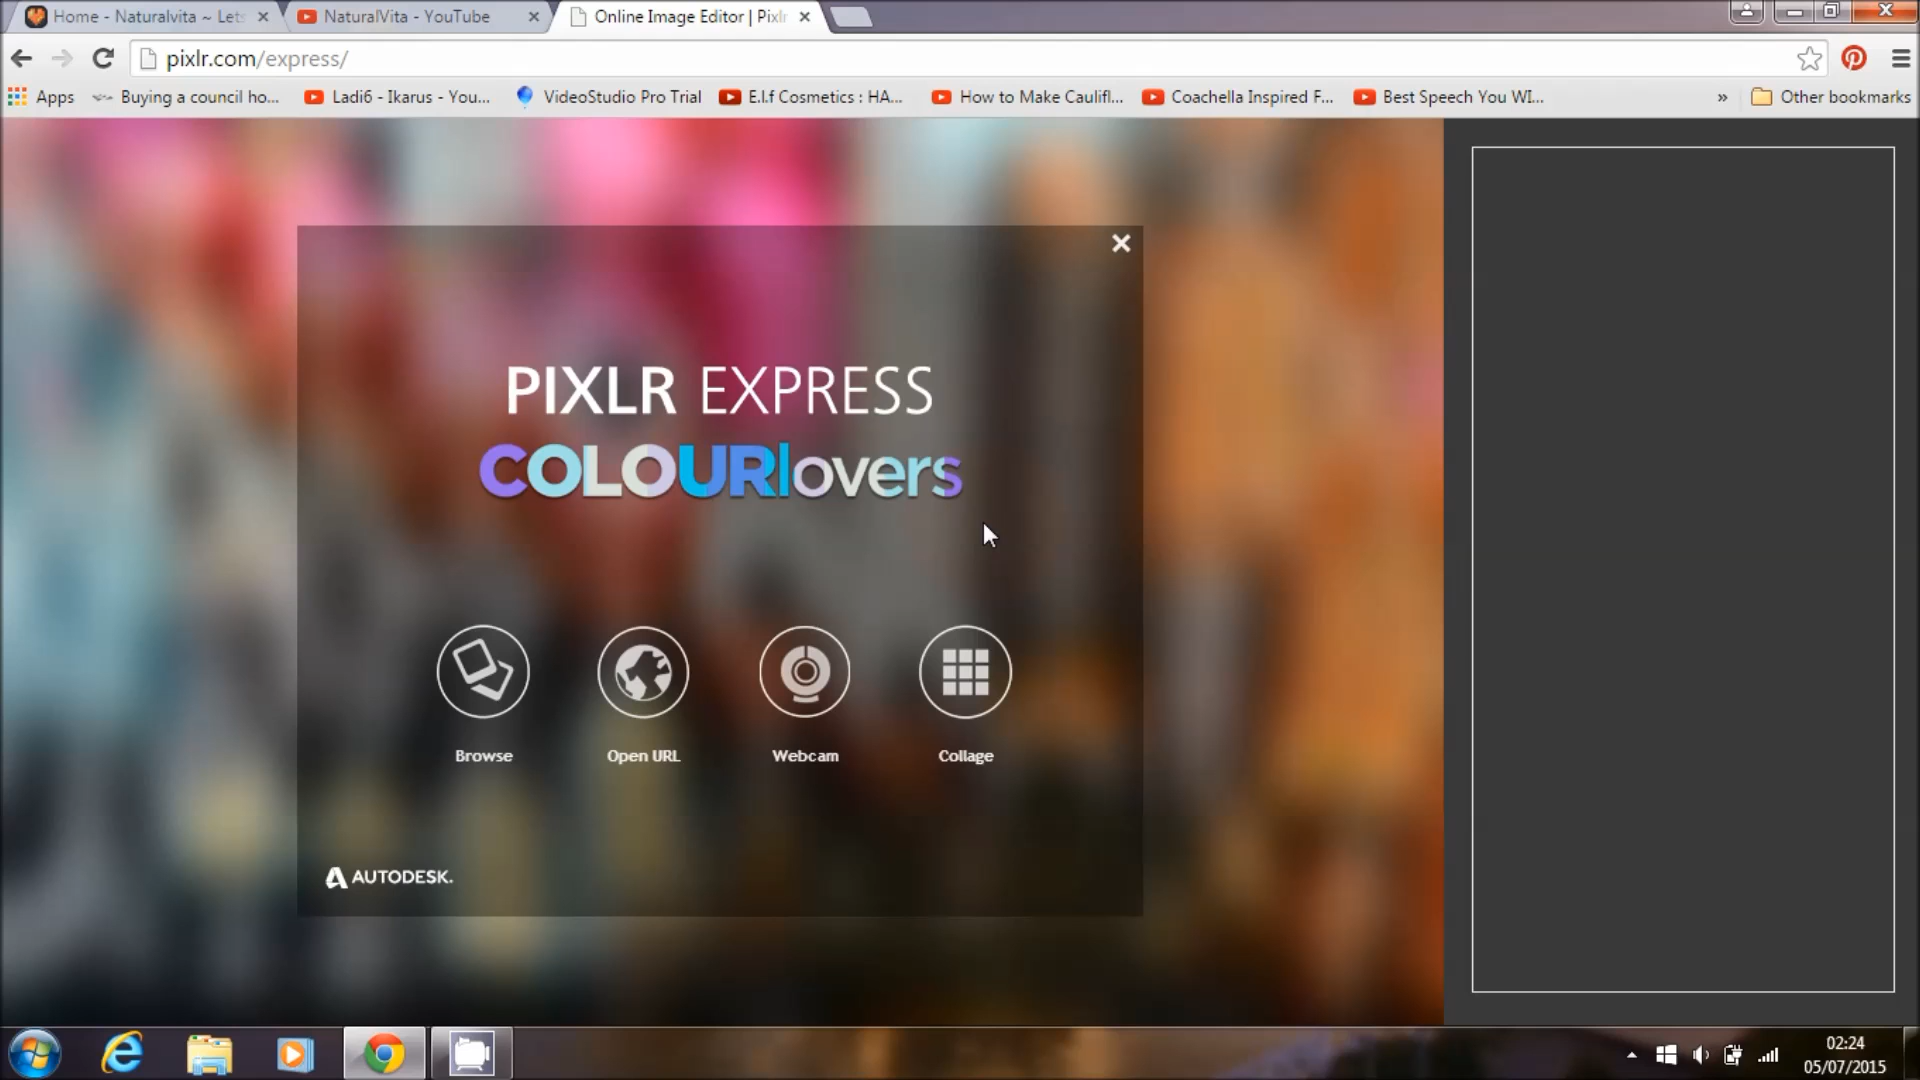 Home - Naturalvita ~ Lets
NaturalVita - YouTube
Online Image Editor | Pixlr
pixlr.com/express/
Apps
Buying a council ho...
Ladi6 - Ikarus - You...
VideoStudio Pro Trial
E.l.f Cosmetics : HA...
How to Make Caulifl...
Coachella Inspired F...
Best Speech You WI...
»
Other bookmarks
PIXLR EXPRESS
COLOURlovers
Browse
Open URL
Webcam
Collage
AUTODESK.
02:24
05/07/2015